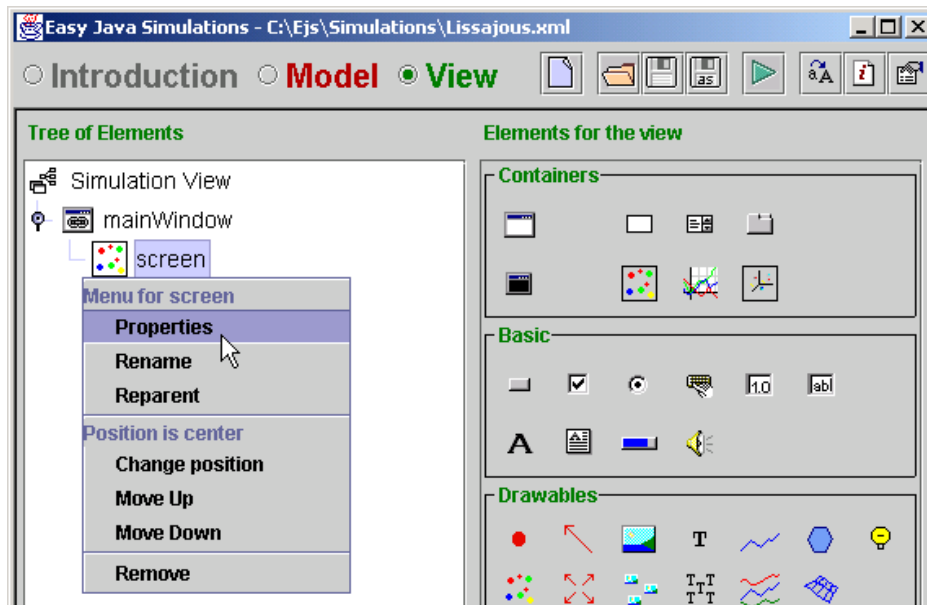 Easy Java Simulations - C:\Ejs\Simulations\Lissajous.xml
Introduction Model View
as
aA
i
Tree of Elements
Simulation View
mainWindow
screen
Menu for screen
Properties
Rename
Reparent
Position is center
Change position
Move Up
Move Down
Remove
Elements for the view
Containers
Basic
1.0
abl
A
Drawables
T
T T T
T T